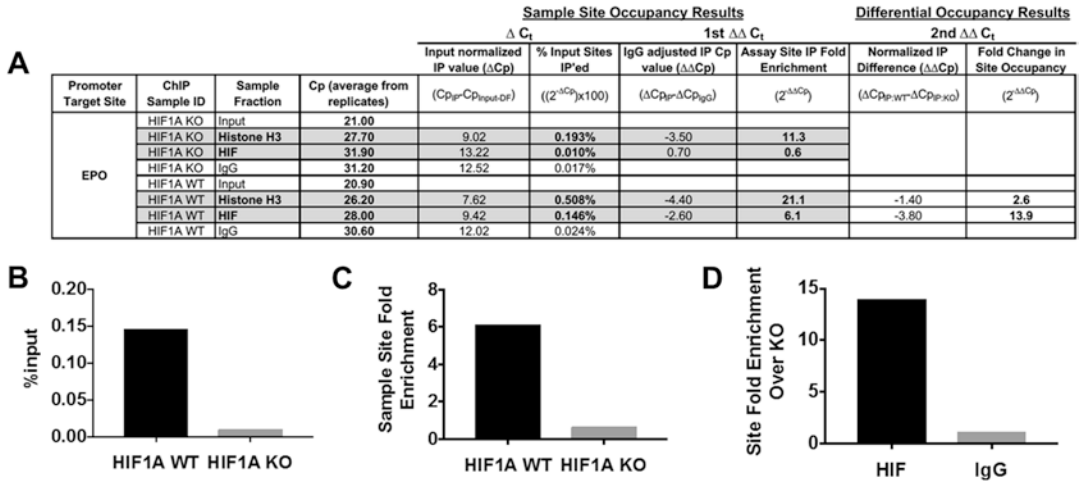 Sample Site Occupancy Results Differential Occupancy Results
Δ Ct 1st ΔΔ Ct 2nd ΔΔ Ct
A
Promoter Target Site ChIP Sample ID Sample Fraction Cp (average from replicates) Input normalized IP value (ΔCp) % Input Sites IP'ed IgG adjusted IP Cp value (ΔΔCp) Assay Site IP Fold Enrichment Normalized IP Difference (ΔΔCp) Fold Change in Site Occupancy
(CpIP-CpInput-DF) ((2^-ΔCp)x100) (ΔCpIP-ΔCpIgG) (2^-ΔΔCp) (ΔCpIP:WT-ΔCpIP:KO) (2^-ΔΔCp)
EPO
HIF1A KO Input 21.00
HIF1A KO Histone H3 27.70 9.02 0.193% -3.50 11.3
HIF1A KO HIF 31.90 13.22 0.010% 0.70 0.6
HIF1A KO IgG 31.20 12.52 0.017%
HIF1A WT Input 20.90
HIF1A WT Histone H3 26.20 7.62 0.508% -4.40 21.1 -1.40 2.6
HIF1A WT HIF 28.00 9.42 0.146% -2.60 6.1 -3.80 13.9
HIF1A WT IgG 30.60 12.02 0.024%
B
%input
0.20
0.15
0.10
0.05
0.00
HIF1A WT HIF1A KO
C
Sample Site Fold
Enrichment
8
6
4
2
0
HIF1A WT HIF1A KO
D
Site Fold Enrichment
Over KO
15
10
5
0
HIF IgG